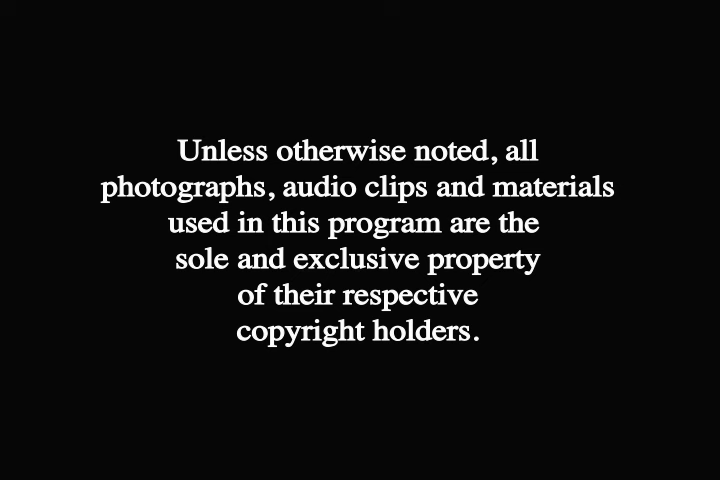 Unless otherwise noted, all
photographs, audio clips and materials
used in this program are the
sole and exclusive property
of their respective
copyright holders.